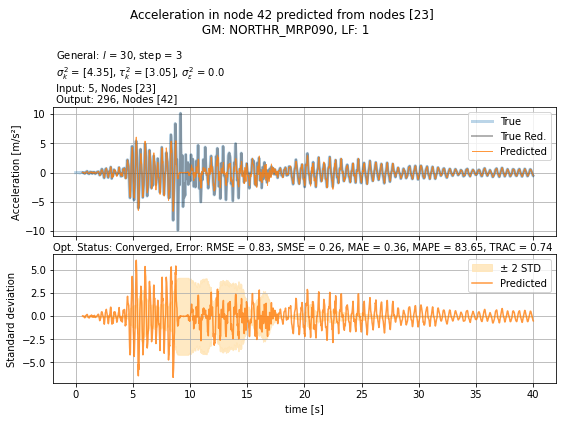 Acceleration in node 42 predicted from nodes [23]
GM: NORTHR_MRP090, LF: 1
General: l = 30, step = 3
σ²ₖ = [4.35], τ²ₖ = [3.05], σ²ε = 0.0
Input: 5, Nodes [23]
Output: 296, Nodes [42]
Acceleration [m/s²]
10
5
0
−5
−10
True
True Red.
Predicted
Opt. Status: Converged, Error: RMSE = 0.83, SMSE = 0.26, MAE = 0.36, MAPE = 83.65, TRAC = 0.74
Standard deviation
5.0
2.5
0.0
−2.5
−5.0
± 2 STD
Predicted
0 5 10 15 20 25 30 35 40
time [s]